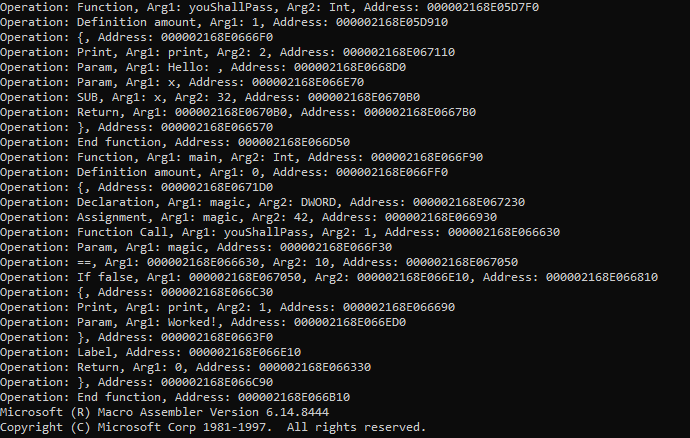 Operation: Function, Arg1: youShallPass, Arg2: Int, Address: 000002168E05D7F0
Operation: Definition amount, Arg1: 1, Address: 000002168E05D910
Operation: {, Address: 000002168E0666F0
Operation: Print, Arg1: print, Arg2: 2, Address: 000002168E067110
Operation: Param, Arg1: Hello: , Address: 000002168E0668D0
Operation: Param, Arg1: x, Address: 000002168E066E70
Operation: SUB, Arg1: x, Arg2: 32, Address: 000002168E0670B0
Operation: Return, Arg1: 000002168E0670B0, Address: 000002168E0667B0
Operation: }, Address: 000002168E066570
Operation: End function, Address: 000002168E066D50
Operation: Function, Arg1: main, Arg2: Int, Address: 000002168E066F90
Operation: Definition amount, Arg1: 0, Address: 000002168E066FF0
Operation: {, Address: 000002168E0671D0
Operation: Declaration, Arg1: magic, Arg2: DWORD, Address: 000002168E067230
Operation: Assignment, Arg1: magic, Arg2: 42, Address: 000002168E066930
Operation: Function Call, Arg1: youShallPass, Arg2: 1, Address: 000002168E066630
Operation: Param, Arg1: magic, Address: 000002168E066F30
Operation: ==, Arg1: 000002168E066630, Arg2: 10, Address: 000002168E067050
Operation: If false, Arg1: 000002168E067050, Arg2: 000002168E066E10, Address: 000002168E066810
Operation: {, Address: 000002168E066C30
Operation: Print, Arg1: print, Arg2: 1, Address: 000002168E066690
Operation: Param, Arg1: Worked!, Address: 000002168E066ED0
Operation: }, Address: 000002168E0663F0
Operation: Label, Address: 000002168E066E10
Operation: Return, Arg1: 0, Address: 000002168E066330
Operation: }, Address: 000002168E066C90
Operation: End function, Address: 000002168E066B10
Microsoft (R) Macro Assembler Version 6.14.8444
Copyright (C) Microsoft Corp 1981-1997.  All rights reserved.